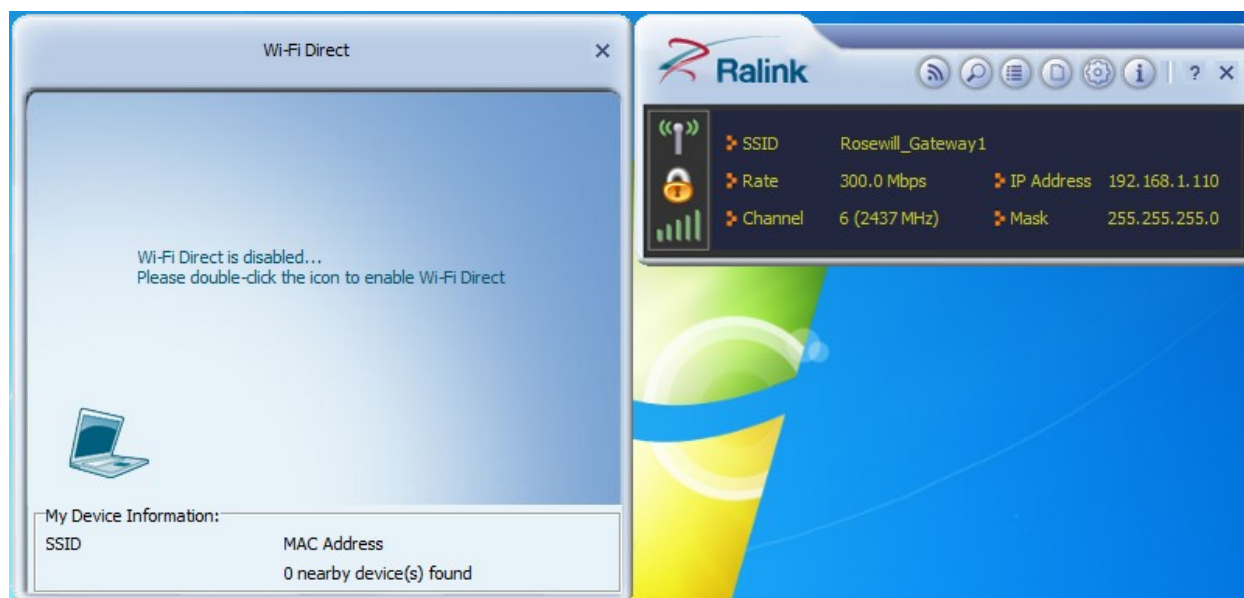 Wi-Fi Direct
Wi-Fi Direct is disabled...
Please double-click the icon to enable Wi-Fi Direct
My Device Information:
SSID MAC Address
0 nearby device(s) found
Ralink
SSID Rosewill_Gateway1
Rate 300.0 Mbps IP Address 192.168.1.110
Channel 6 (2437 MHz) Mask 255.255.255.0